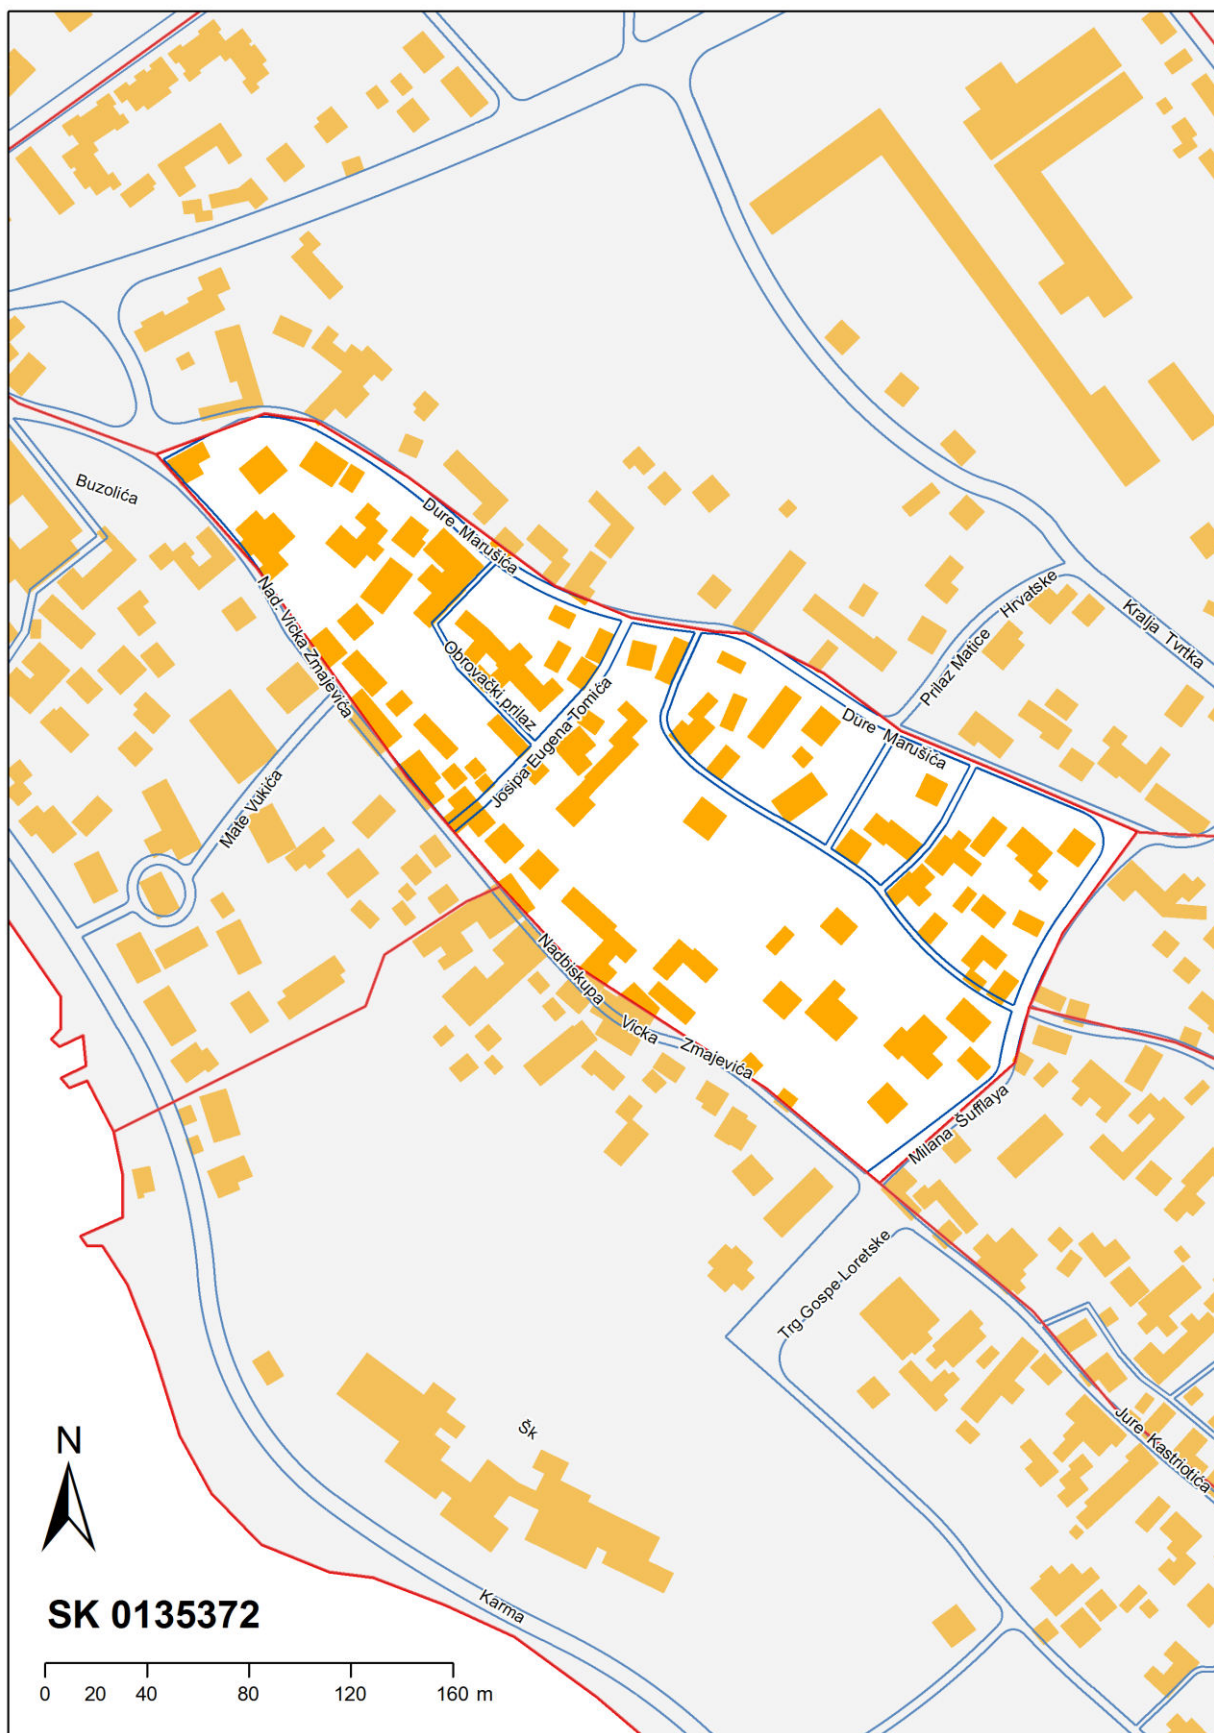 Buzolića
Đure Marušića
Nad. Vicka Zmajevića
Obrovački prilaz
Josipa Eugena Tomića
Mate Vukića
Prilaz Matice Hrvatske
Kralja Tvrtka
Đure Marušića
Nadbiskupa Vicka Zmajevića
Milana Šufflaya
Trg Gospe Loretske
Jure Kastriotića
Šk
Karma
N
SK 0135372
0 20 40 80 120 160 m